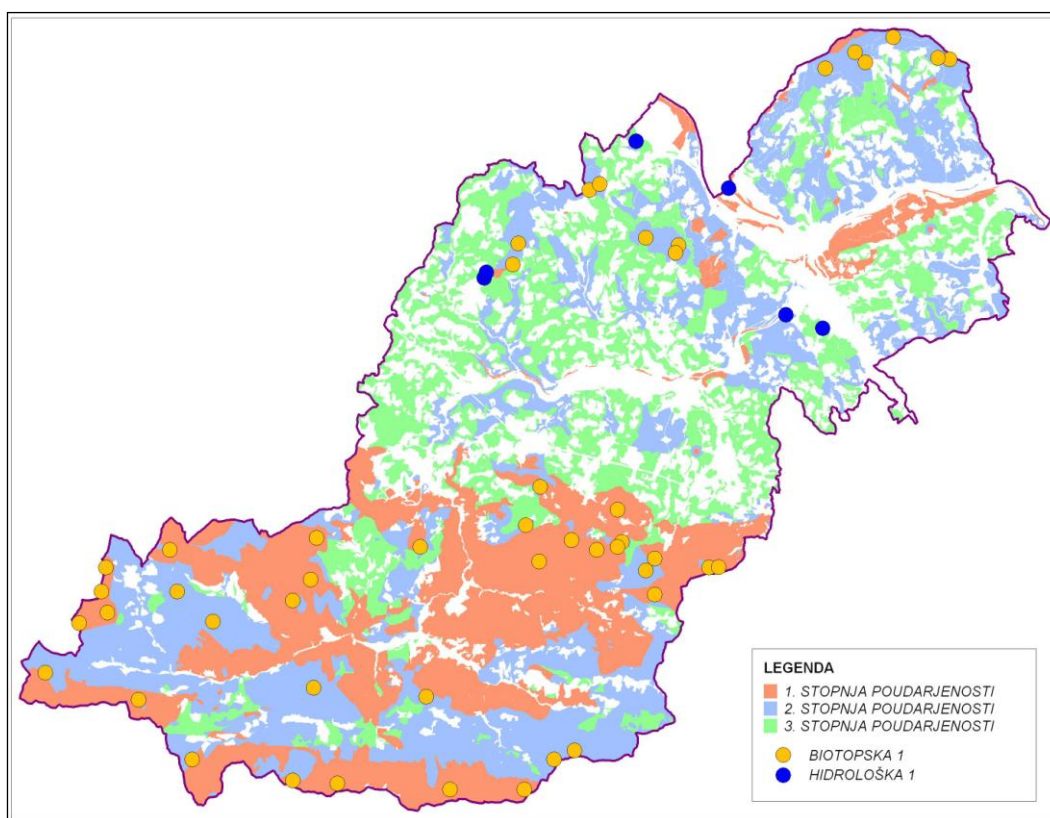 LEGENDA
1. STOPNJA POUDARJENOSTI
2. STOPNJA POUDARJENOSTI
3. STOPNJA POUDARJENOSTI
BIOTOPSKA 1
HIDROLOŠKA 1